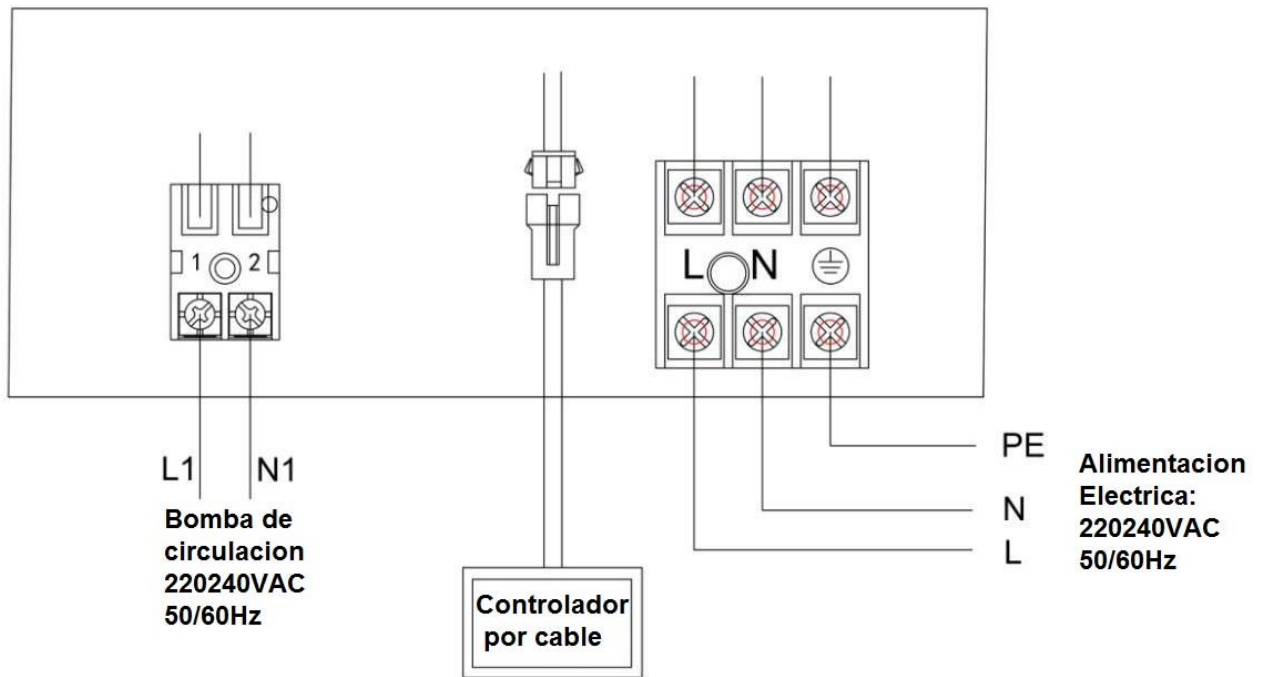 1 2
L N
L1 N1
Bomba de
circulacion
220240VAC
50/60Hz
Controlador
por cable
PE
N
L
Alimentacion
Electrica:
220240VAC
50/60Hz